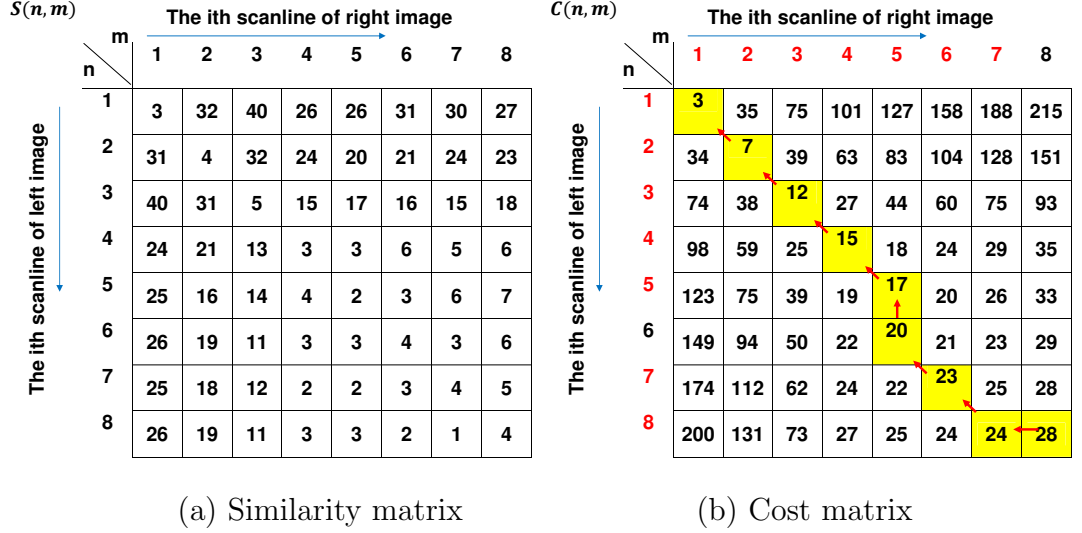 S(n,m)
The ith scanline of right image
m
n
1 2 3 4 5 6 7 8
The ith scanline of left image
1 3 32 40 26 26 31 30 27
2 31 4 32 24 20 21 24 23
3 40 31 5 15 17 16 15 18
4 24 21 13 3 3 6 5 6
5 25 16 14 4 2 3 6 7
6 26 19 11 3 3 4 3 6
7 25 18 12 2 2 3 4 5
8 26 19 11 3 3 2 1 4
(a) Similarity matrix
C(n,m)
The ith scanline of right image
m
n
1 2 3 4 5 6 7 8
The ith scanline of left image
1 3 35 75 101 127 158 188 215
2 34 7 39 63 83 104 128 151
3 74 38 12 27 44 60 75 93
4 98 59 25 15 18 24 29 35
5 123 75 39 19 17 20 26 33
6 149 94 50 22 20 21 23 29
7 174 112 62 24 22 23 25 28
8 200 131 73 27 25 24 24 28
(b) Cost matrix